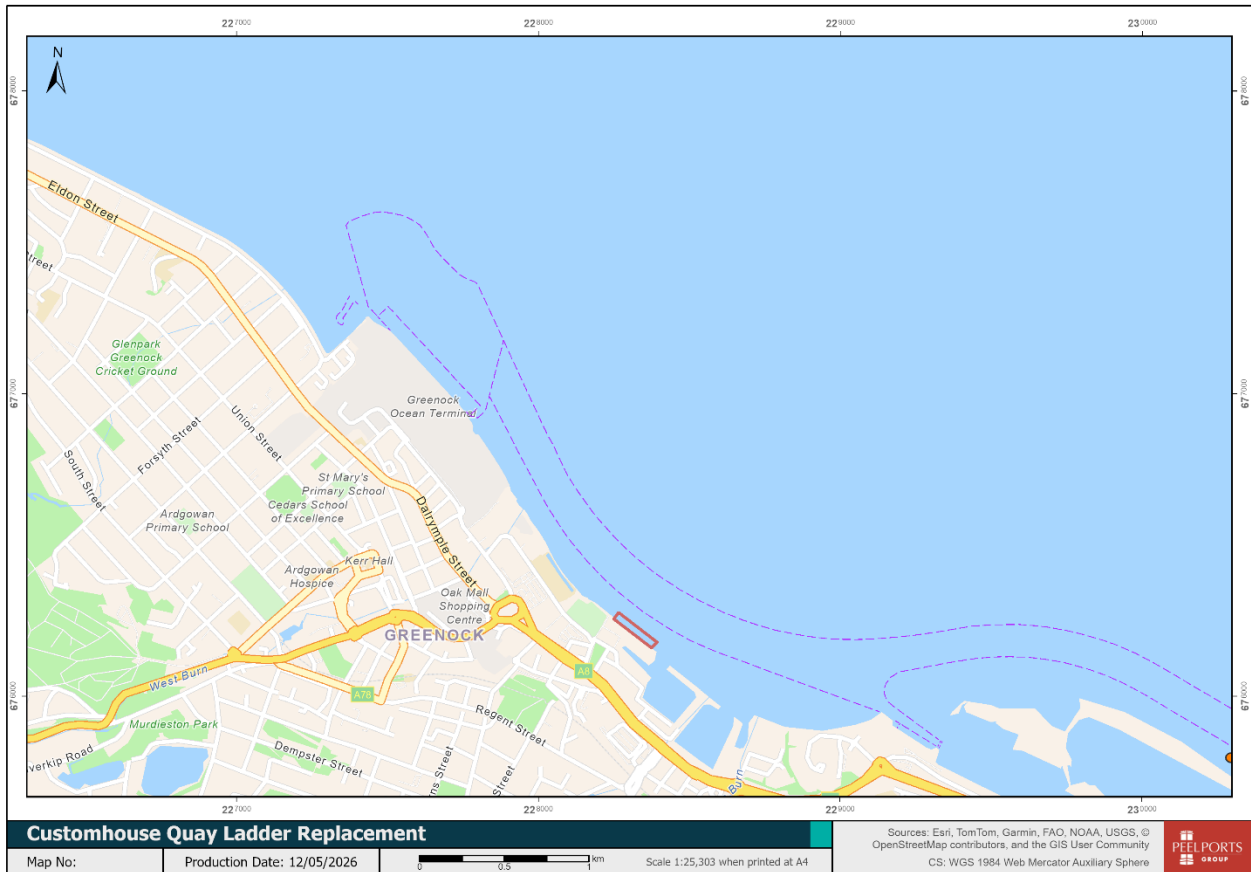 227000
228000
229000
230000
N
678000
678000
Eldon Street
Street
Glenpark
Greenock
Cricket Ground
677000
677000
Greenock
Ocean Terminal
Union Street
Forsyth Street
South Street
St Mary's
Primary School
Cedars School
of Excellence
Ardgowan
Primary School
Dalrymple Street
Kerr Hall
Ardgowan
Hospice
Oak Mall
Shopping
Centre
GREENOCK
A8
West Burn
A78
676000
676000
Murdieston Park
Regent Street
Dempster Street
verkip Road
ns Street
Street
Burn
227000
228000
229000
230000
Customhouse Quay Ladder Replacement
Map No:
Production Date: 12/05/2026
km
0
0.5
1
Scale 1:25,303 when printed at A4
Sources: Esri, TomTom, Garmin, FAO, NOAA, USGS, ©
OpenStreetMap contributors, and the GIS User Community
CS: WGS 1984 Web Mercator Auxiliary Sphere
PEELPORTS
GROUP